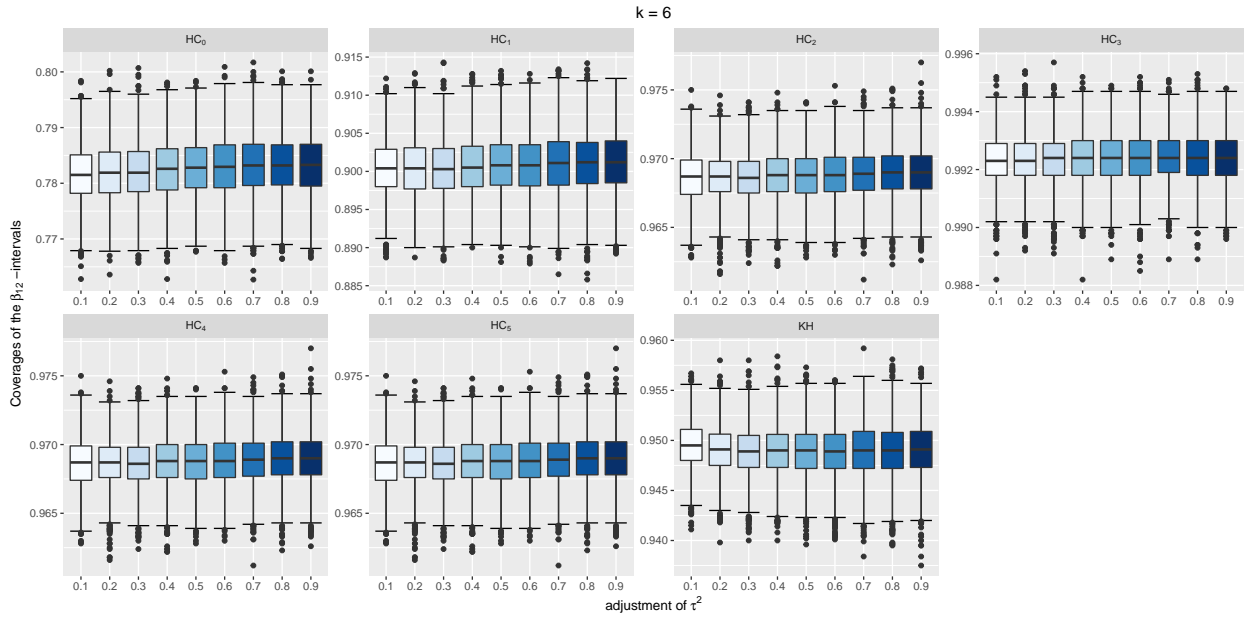 k = 6
HC₀
HC₁
HC₂
HC₃
0.80
0.79
0.78
0.77
0.915
0.910
0.905
0.900
0.895
0.890
0.885
0.975
0.970
0.965
0.996
0.994
0.992
0.990
0.988
0.1 0.2 0.3 0.4 0.5 0.6 0.7 0.8 0.9
0.1 0.2 0.3 0.4 0.5 0.6 0.7 0.8 0.9
0.1 0.2 0.3 0.4 0.5 0.6 0.7 0.8 0.9
0.1 0.2 0.3 0.4 0.5 0.6 0.7 0.8 0.9
Coverages of the β₁₂ −intervals
HC₄
HC₅
KH
0.975
0.970
0.965
0.975
0.970
0.965
0.960
0.955
0.950
0.945
0.940
0.1 0.2 0.3 0.4 0.5 0.6 0.7 0.8 0.9
0.1 0.2 0.3 0.4 0.5 0.6 0.7 0.8 0.9
0.1 0.2 0.3 0.4 0.5 0.6 0.7 0.8 0.9
adjustment of τ²